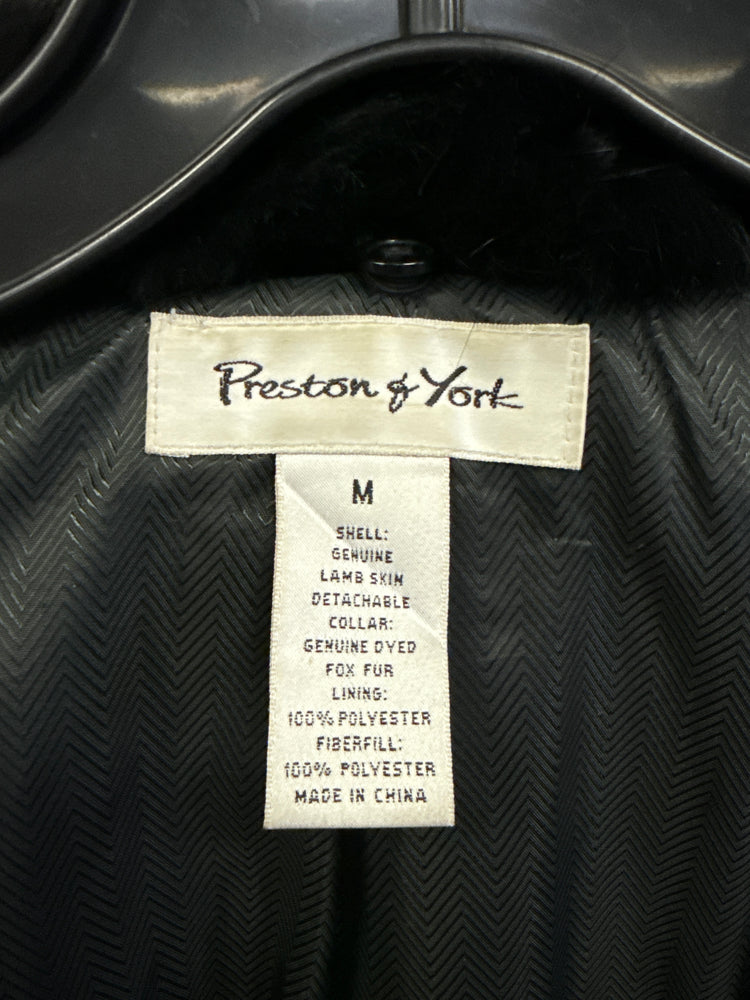 Preston & York
M
SHELL:
GENUINE
LAMB SKIN
DETACHABLE
COLLAR:
GENUINE DYED
FOX FUR
LINING:
100% POLYESTER
FIBERFILL:
100% POLYESTER
MADE IN CHINA